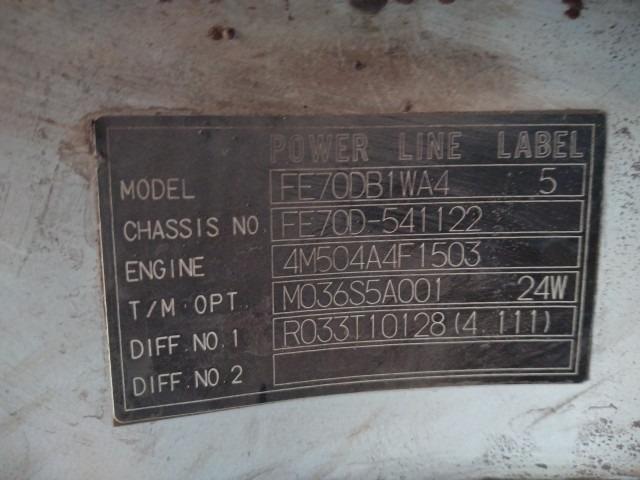 POWER LINE LABEL
MODEL FE70DB1WA4 5
CHASSIS NO. FE70D-541122
ENGINE 4M504A4F1503
T/M·OPT. M036S5A001 24W
DIFF.NO.1 R033T10128(4.111)
DIFF.NO.2